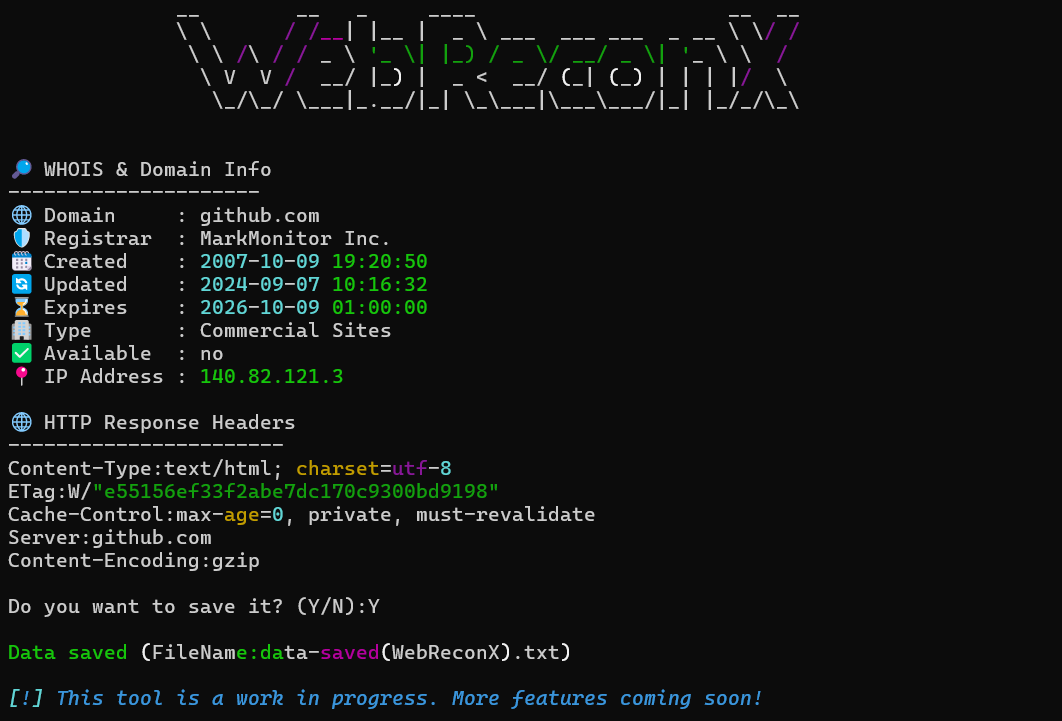 WebReconX
WHOIS & Domain Info
---------------------
Domain : github.com
Registrar : MarkMonitor Inc.
Created : 2007-10-09 19:20:50
Updated : 2024-09-07 10:16:32
Expires : 2026-10-09 01:00:00
Type : Commercial Sites
Available : no
IP Address : 140.82.121.3
HTTP Response Headers
-----------------------
Content-Type:text/html; charset=utf-8
ETag:W/"e55156ef33f2abe7dc170c9300bd9198"
Cache-Control:max-age=0, private, must-revalidate
Server:github.com
Content-Encoding:gzip
Do you want to save it? (Y/N):Y
Data saved (FileName:data-saved(WebReconX).txt)
[!] This tool is a work in progress. More features coming soon!